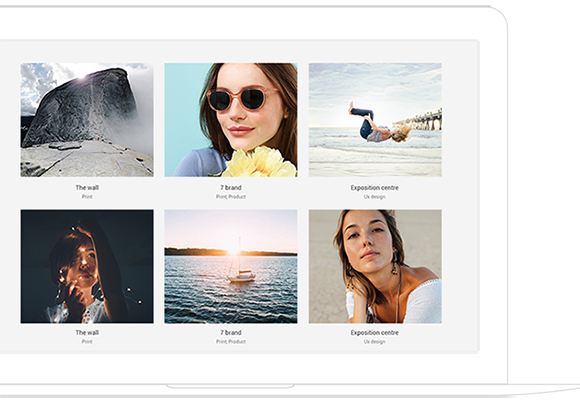 The wall
Print
7 brand
Print, Product
Exposition centre
Ux design
The wall
Print
7 brand
Print, Product
Exposition centre
Ux design